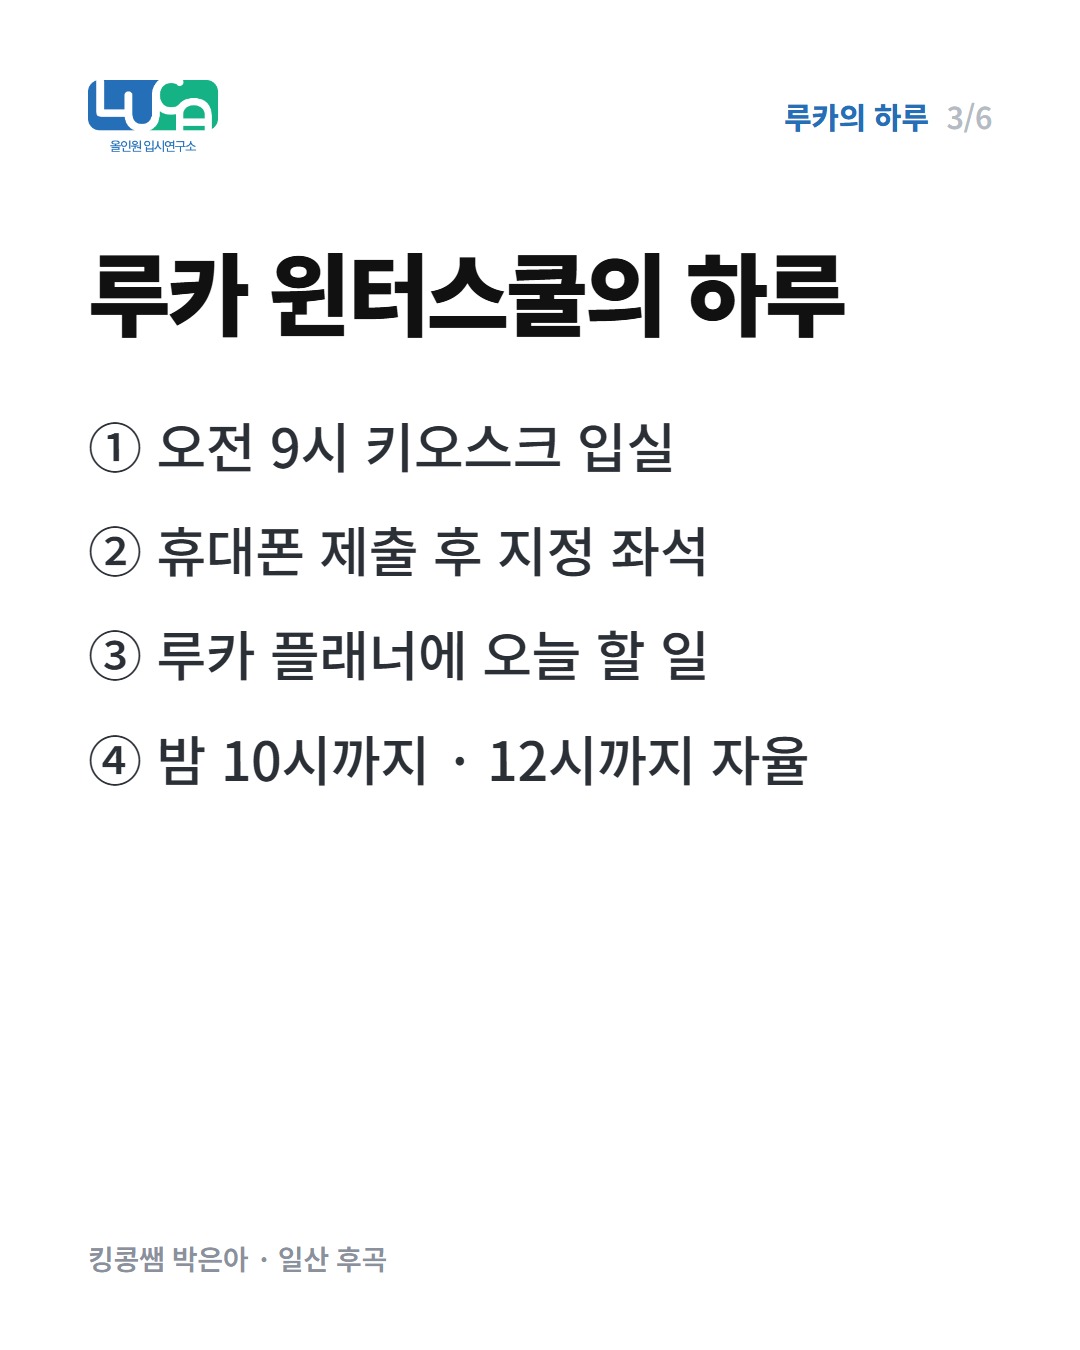 LUCA
올인원 입시연구소
루카의 하루 3/6
루카 윈터스쿨의 하루
① 오전 9시 키오스크 입실
② 휴대폰 제출 후 지정 좌석
③ 루카 플래너에 오늘 할 일
④ 밤 10시까지 · 12시까지 자율
킹콩쌤 박은아 · 일산 후곡